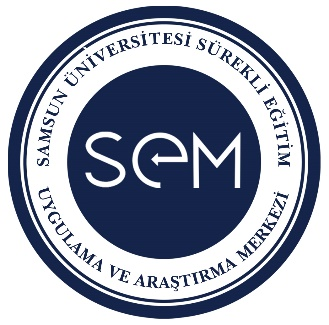 SAMSUN ÜNİVERSİTESİ SÜREKLİ EĞİTİM
SEM
UYGULAMA VE ARAŞTIRMA MERKEZİ